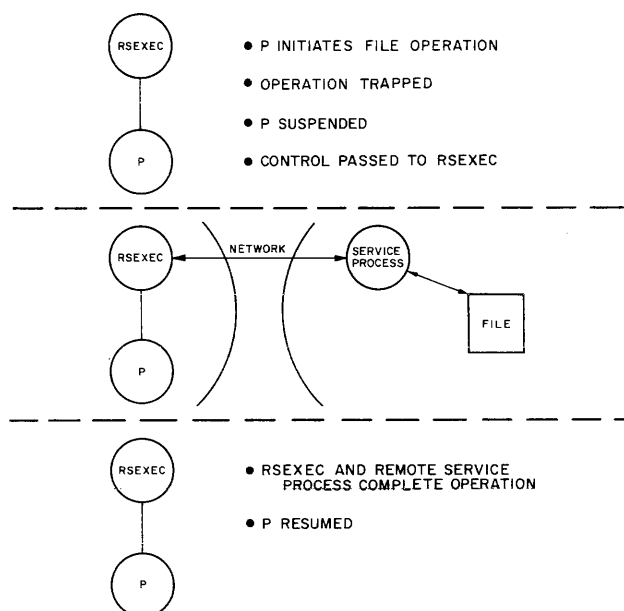 RSEXEC
P
● P INITIATES FILE OPERATION
● OPERATION TRAPPED
● P SUSPENDED
● CONTROL PASSED TO RSEXEC
RSEXEC
P
NETWORK
SERVICE
PROCESS
FILE
RSEXEC
P
● RSEXEC AND REMOTE SERVICE
PROCESS COMPLETE OPERATION
● P RESUMED